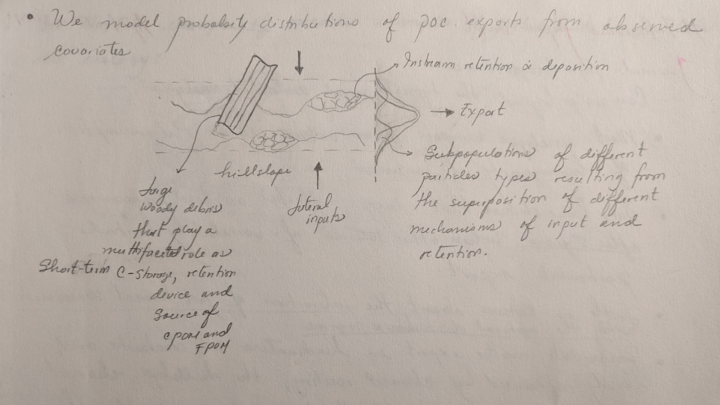 • We model probability distributions of POC exports from observed
covariates
Instream retention & deposition
Export
Subpopulations of different
particles types resulting from
the superposition of different
mechanisms of input and
retention.
hillslope
lateral
inputs
large
woody debris
that play a
multifaceted role as
Short-term C-storage, retention
device and
source of
CPOM and
FPOM